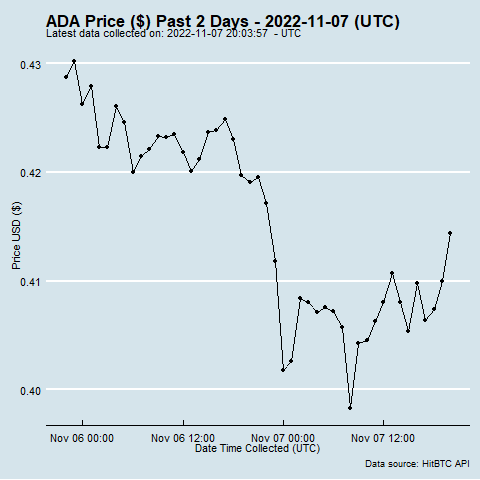 ADA Price ($) Past 2 Days - 2022-11-07 (UTC)
Latest data collected on: 2022-11-07 20:03:57 - UTC
0.43
0.42
0.41
0.40
Price USD ($)
Nov 06 00:00 Nov 06 12:00 Nov 07 00:00 Nov 07 12:00
Date Time Collected (UTC)
Data source: HitBTC API